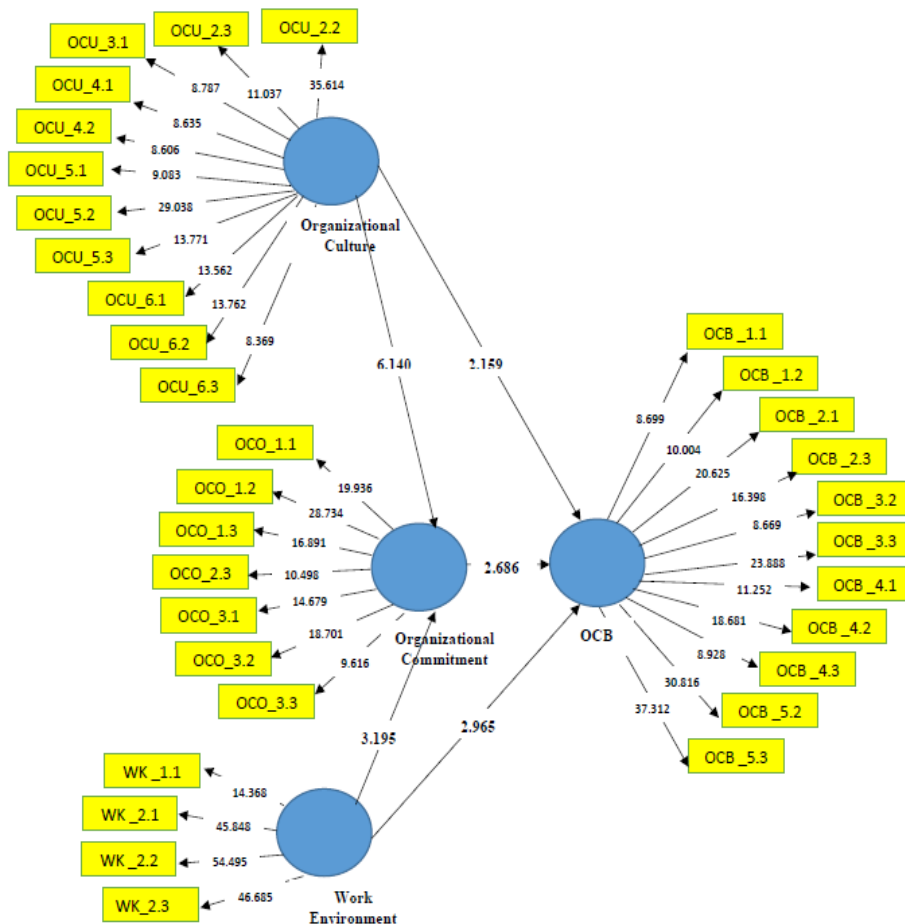 OCU_3.1
OCU_2.3
OCU_2.2
OCU_4.1
OCU_4.2
OCU_5.1
OCU_5.2
OCU_5.3
OCU_6.1
OCU_6.2
OCU_6.3
8.787
11.037
35.614
8.635
8.606
9.083
29.038
13.771
13.562
13.762
8.369
Organizational
Culture
6.140
2.159
OCO_1.1
OCO_1.2
OCO_1.3
OCO_2.3
OCO_3.1
OCO_3.2
OCO_3.3
19.936
28.734
16.891
10.498
14.679
18.701
9.616
Organizational
Commitment
2.686
OCB
OCB _1.1
OCB _1.2
OCB _2.1
OCB _2.3
OCB _3.2
OCB _3.3
OCB _4.1
OCB _4.2
OCB _4.3
OCB _5.2
OCB _5.3
8.699
10.004
20.625
16.398
8.669
23.888
11.252
18.681
8.928
30.816
37.312
3.195
2.965
WK _1.1
WK _2.1
WK _2.2
WK _2.3
14.368
45.848
54.495
46.685
Work
Environment